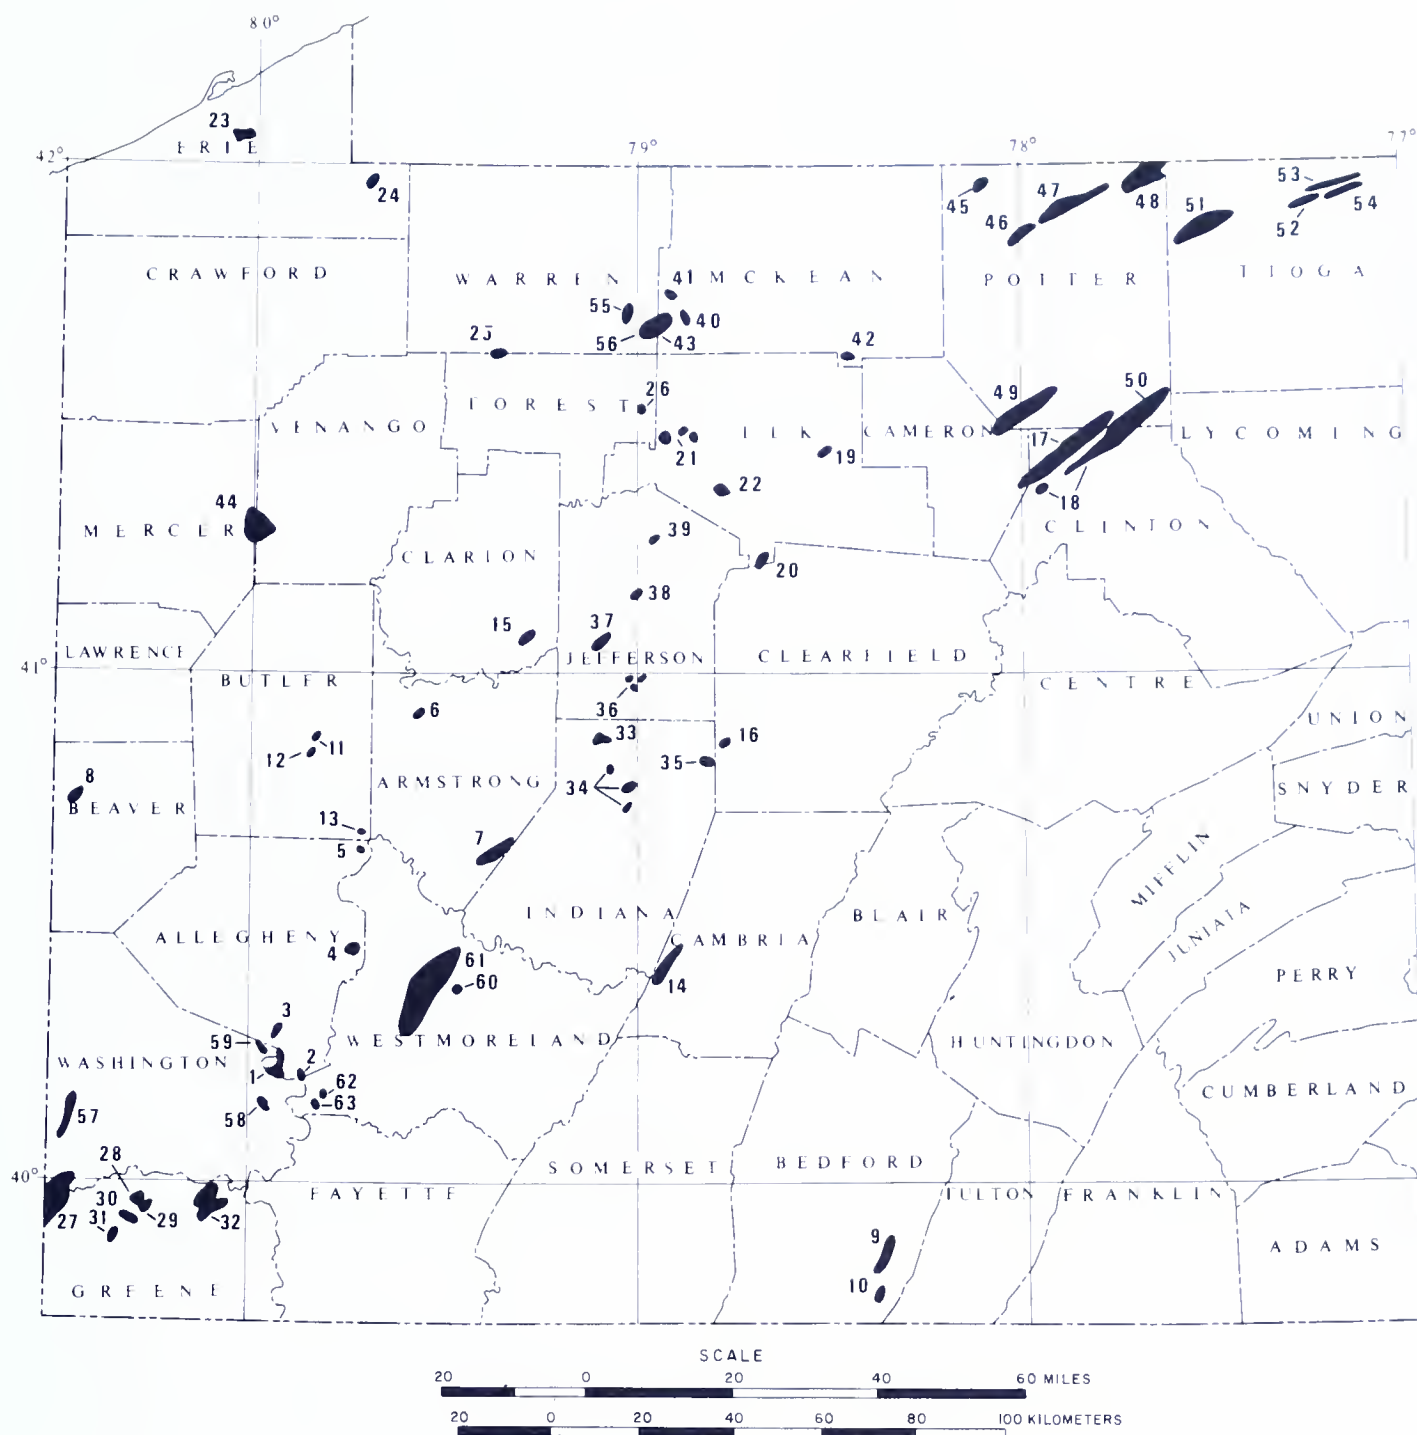 80°
23
ERIE
42°
79°
78°
77°
24
45
47
46
48
53
51
52
54
CRAWFORD
WARREN
41
MCKEAN
POTTER
TIOGA
55
40
56
43
25
42
26
FOREST
49
50
VENANGO
21
ELK
CAMERON
17
LYCOMING
19
22
18
44
MERCER
CLARION
39
CLINTON
20
38
15
37
LAWRENCE
41°
JEFFERSON
CLEARFIELD
BUTLER
CENTRE
6
36
UNION
11
12
33
16
35
8
BEAVER
ARMSTRONG
34
SNYDER
13
5
7
MIFFLIN
INDIANA
BLAIR
JUNIATA
ALLEGHENY
4
CAMBRIA
61
60
14
PERRY
3
59
WESTMORELAND
HUNTINGDON
WASHINGTON
1
2
62
63
58
57
CUMBERLAND
28
40°
SOMERSET
BEDFORD
30
FAYETTE
FULTON
FRANKLIN
27
31
29
32
9
10
ADAMS
GREENE
SCALE
20 0 20 40 60 MILES
20 0 20 40 60 80 100 KILOMETERS